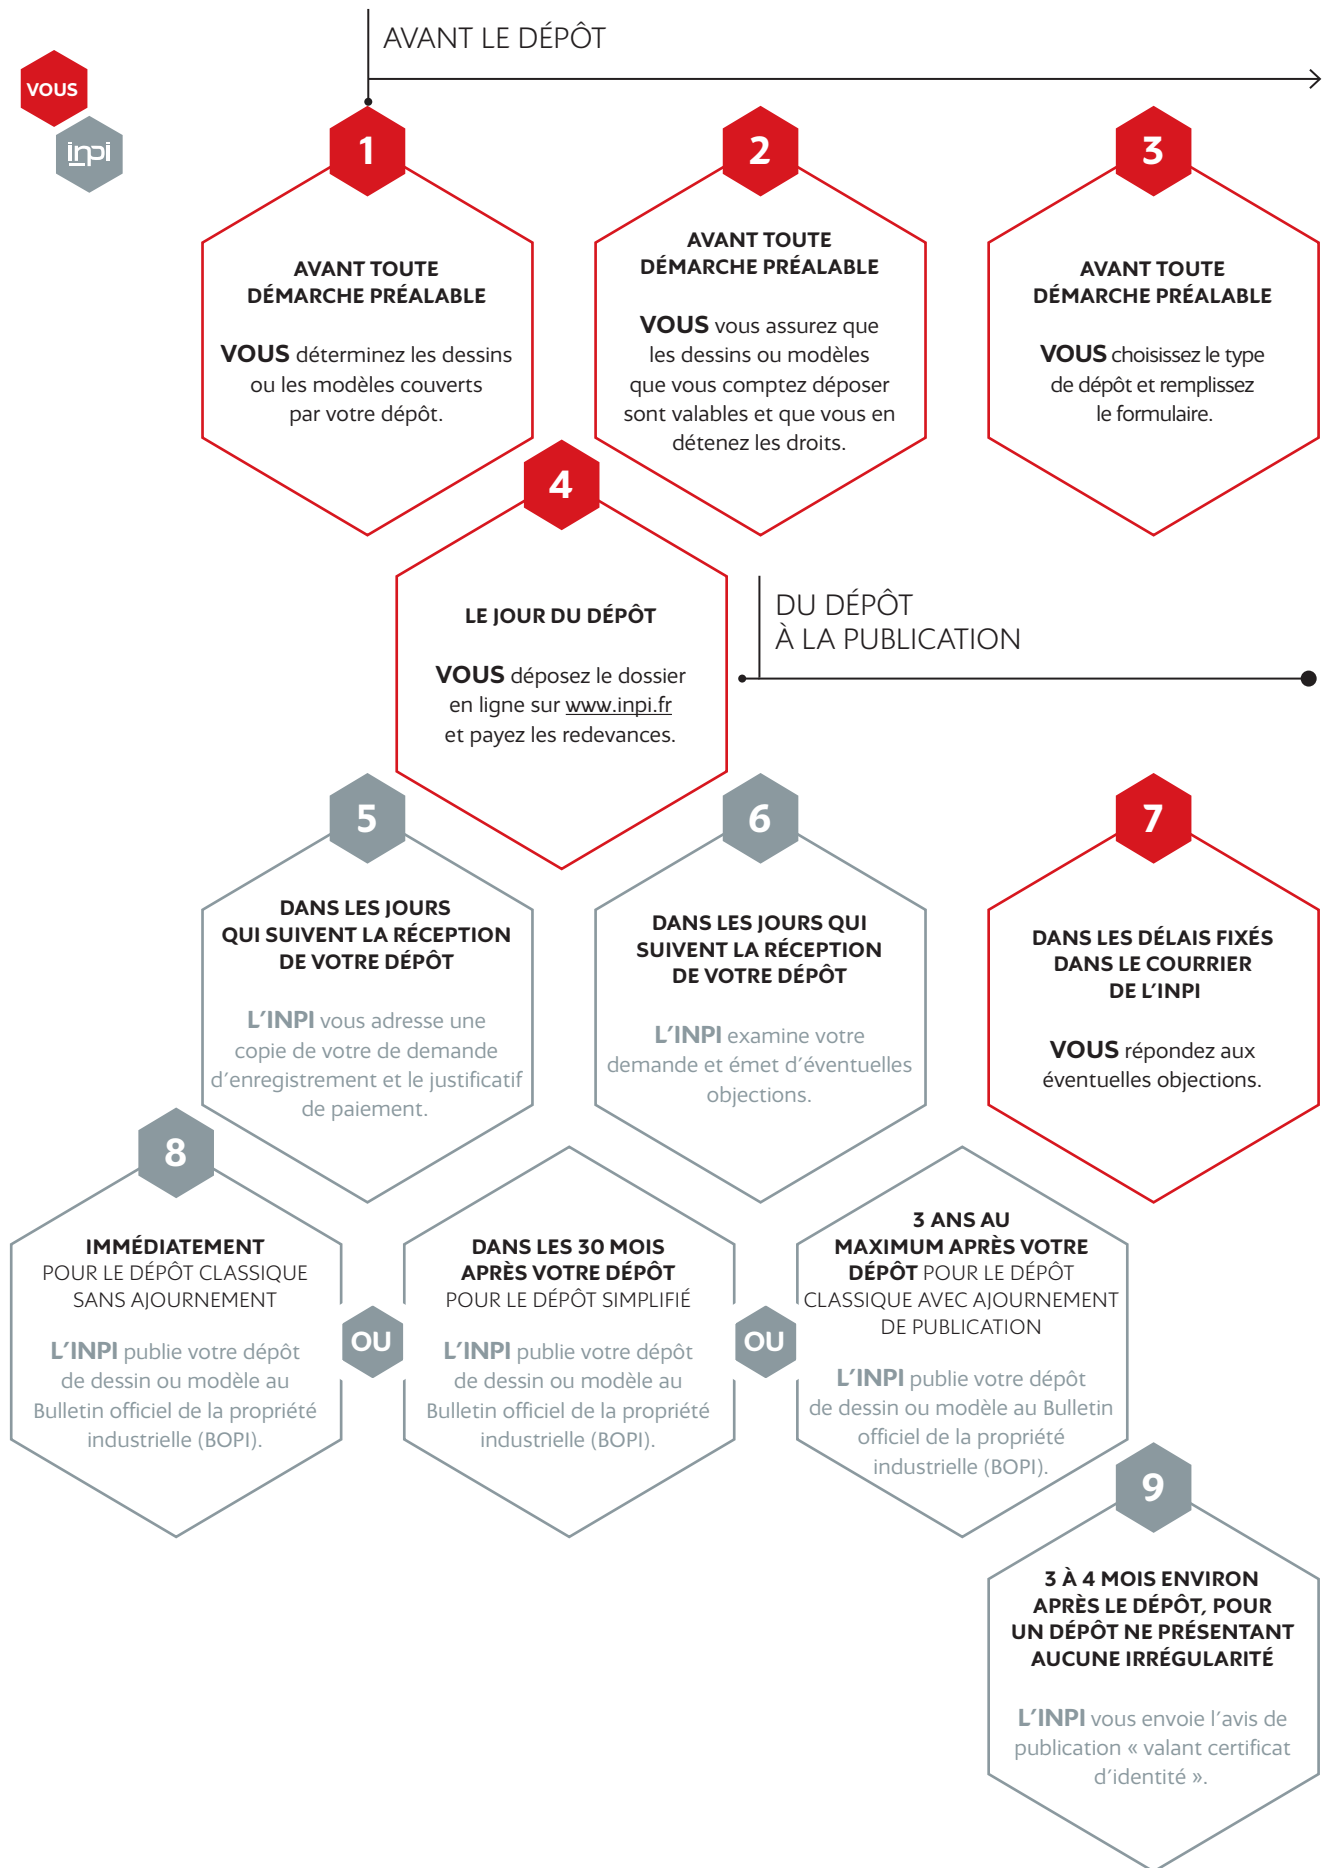 AVANT LE DÉPÔT
VOUS
inpi
1
AVANT TOUTE
DÉMARCHE PRÉALABLE
VOUS déterminez les dessins
ou les modèles couverts
par votre dépôt.
2
AVANT TOUTE
DÉMARCHE PRÉALABLE
VOUS vous assurez que
les dessins ou modèles
que vous comptez déposer
sont valables et que vous en
détenez les droits.
3
AVANT TOUTE
DÉMARCHE PRÉALABLE
VOUS choisissez le type
de dépôt et remplissez
le formulaire.
4
LE JOUR DU DÉPÔT
VOUS déposez le dossier
en ligne sur www.inpi.fr
et payez les redevances.
DU DÉPÔT
À LA PUBLICATION
5
DANS LES JOURS
QUI SUIVENT LA RÉCEPTION
DE VOTRE DÉPÔT
L’INPI vous adresse une
copie de votre de demande
d’enregistrement et le justificatif
de paiement.
6
DANS LES JOURS QUI
SUIVENT LA RÉCEPTION
DE VOTRE DÉPÔT
L’INPI examine votre
demande et émet d’éventuelles
objections.
7
DANS LES DÉLAIS FIXÉS
DANS LE COURRIER
DE L’INPI
VOUS répondez aux
éventuelles objections.
8
IMMÉDIATEMENT
POUR LE DÉPÔT CLASSIQUE
SANS AJOURNEMENT
L’INPI publie votre dépôt
de dessin ou modèle au
Bulletin officiel de la propriété
industrielle (BOPI).
OU
DANS LES 30 MOIS
APRÈS VOTRE DÉPÔT
POUR LE DÉPÔT SIMPLIFIÉ
L’INPI publie votre dépôt
de dessin ou modèle au
Bulletin officiel de la propriété
industrielle (BOPI).
OU
3 ANS AU
MAXIMUM APRÈS VOTRE
DÉPÔT POUR LE DÉPÔT
CLASSIQUE AVEC AJOURNEMENT
DE PUBLICATION
L’INPI publie votre dépôt
de dessin ou modèle au Bulletin
officiel de la propriété
industrielle (BOPI).
9
3 À 4 MOIS ENVIRON
APRÈS LE DÉPÔT, POUR
UN DÉPÔT NE PRÉSENTANT
AUCUNE IRRÉGULARITÉ
L’INPI vous envoie l’avis de
publication « valant certificat
d’identité ».